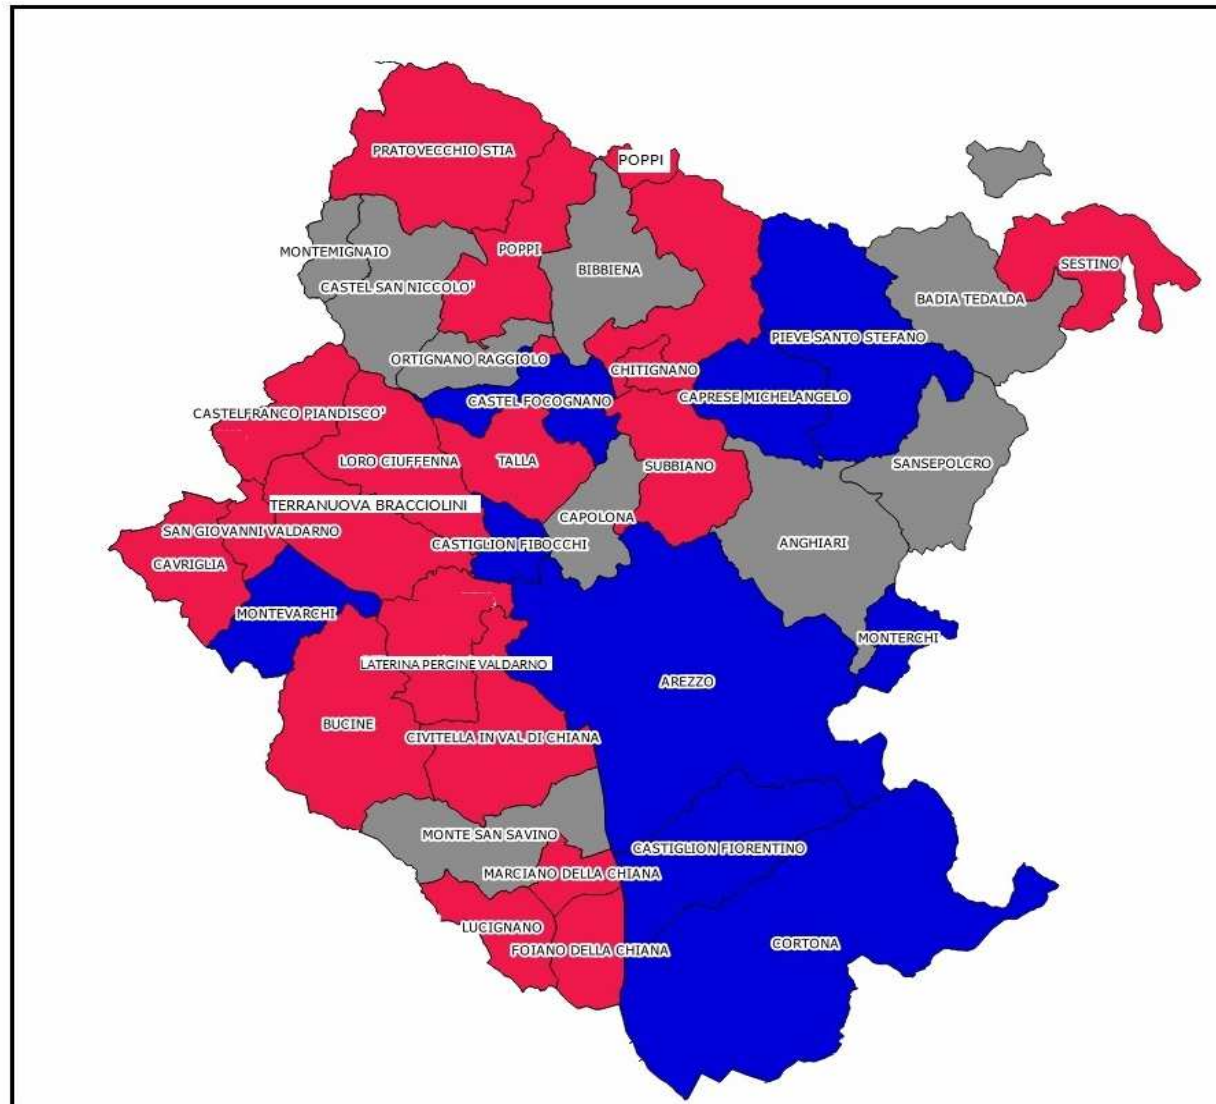 PRATOVECCHIO STIA
POPPI
MONTEMIGNAIO
POPPI
BIBBIENA
SESTINO
CASTEL SAN NICCOLO'
BADIA TEDALDA
PIEVE SANTO STEFANO
ORTIGNANO RAGGIOLO
CHITIGNANO
CASTEL FOCOGNANO
CAPRESE MICHELANGELO
CASTELFRANCO PIANDISCO'
LORO CIUFFENNA
TALLA
SUBBIANO
SANSEPOLCRO
TERRANUOVA BRACCIOLINI
CAPOLONA
SAN GIOVANNI VALDARNO
CASTIGLION FIBOCCHI
ANGHIARI
CAVRIGLIA
MONTEVARCHI
MONTERCHI
LATERINA PERGINE VALDARNO
AREZZO
BUCINE
CIVITELLA IN VAL DI CHIANA
MONTE SAN SAVINO
CASTIGLION FIORENTINO
MARCIANO DELLA CHIANA
LUCIGNANO
CORTONA
FOIANO DELLA CHIANA